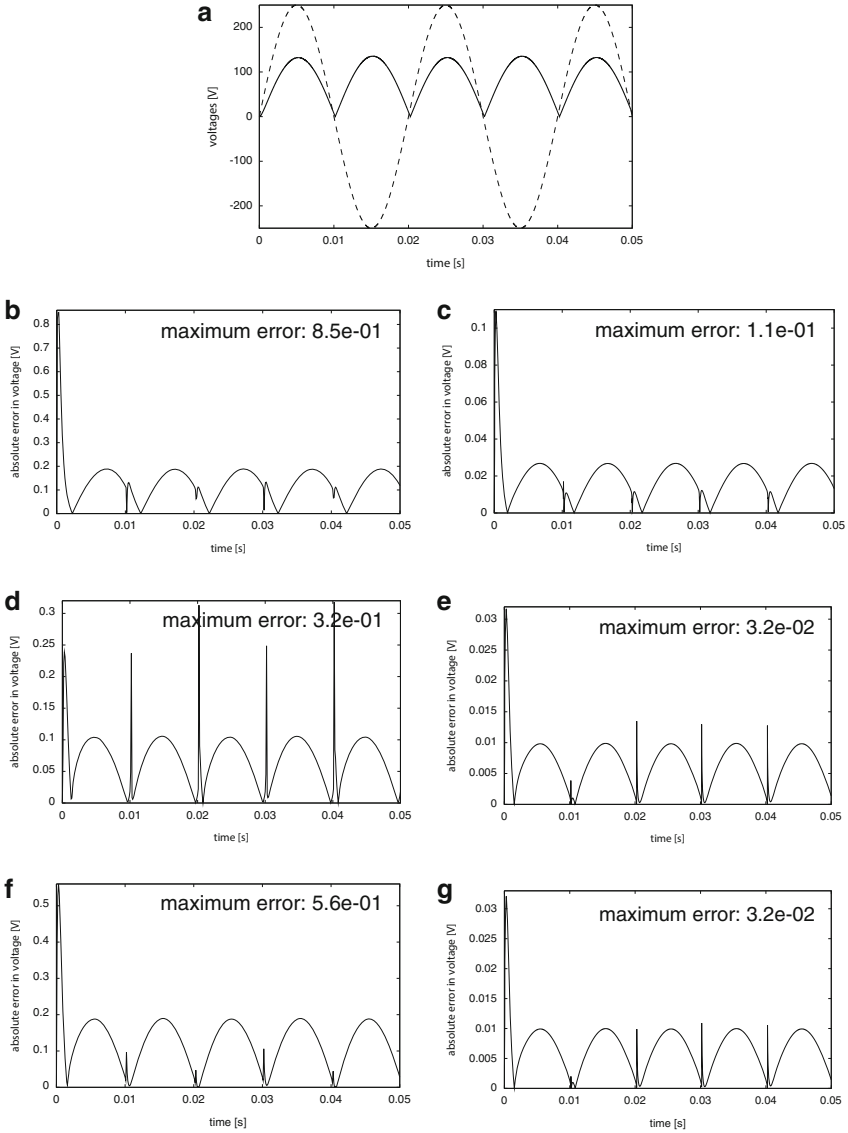 a
250
200
100
0
-100
-200
voltages [V]
0 0.01 0.02 0.03 0.04 0.05
time [s]
b
maximum error: 8.5e-01
absolute error in voltage [V]
0.8
0.7
0.6
0.5
0.4
0.3
0.2
0.1
0
0 0.01 0.02 0.03 0.04 0.05
time [s]
c
maximum error: 1.1e-01
absolute error in voltage [V]
0.1
0.08
0.06
0.04
0.02
0
0 0.01 0.02 0.03 0.04 0.05
time [s]
d
maximum error: 3.2e-01
absolute error in voltage [V]
0.3
0.25
0.2
0.15
0.1
0.05
0
0 0.01 0.02 0.03 0.04 0.05
time [s]
e
maximum error: 3.2e-02
absolute error in voltage [V]
0.03
0.025
0.02
0.015
0.01
0.005
0
0 0.01 0.02 0.03 0.04 0.05
time [s]
f
maximum error: 5.6e-01
absolute error in voltage [V]
0.5
0.4
0.3
0.2
0.1
0
0 0.01 0.02 0.03 0.04 0.05
time [s]
g
maximum error: 3.2e-02
absolute error in voltage [V]
0.03
0.025
0.02
0.015
0.01
0.005
0
0 0.01 0.02 0.03 0.04 0.05
time [s]